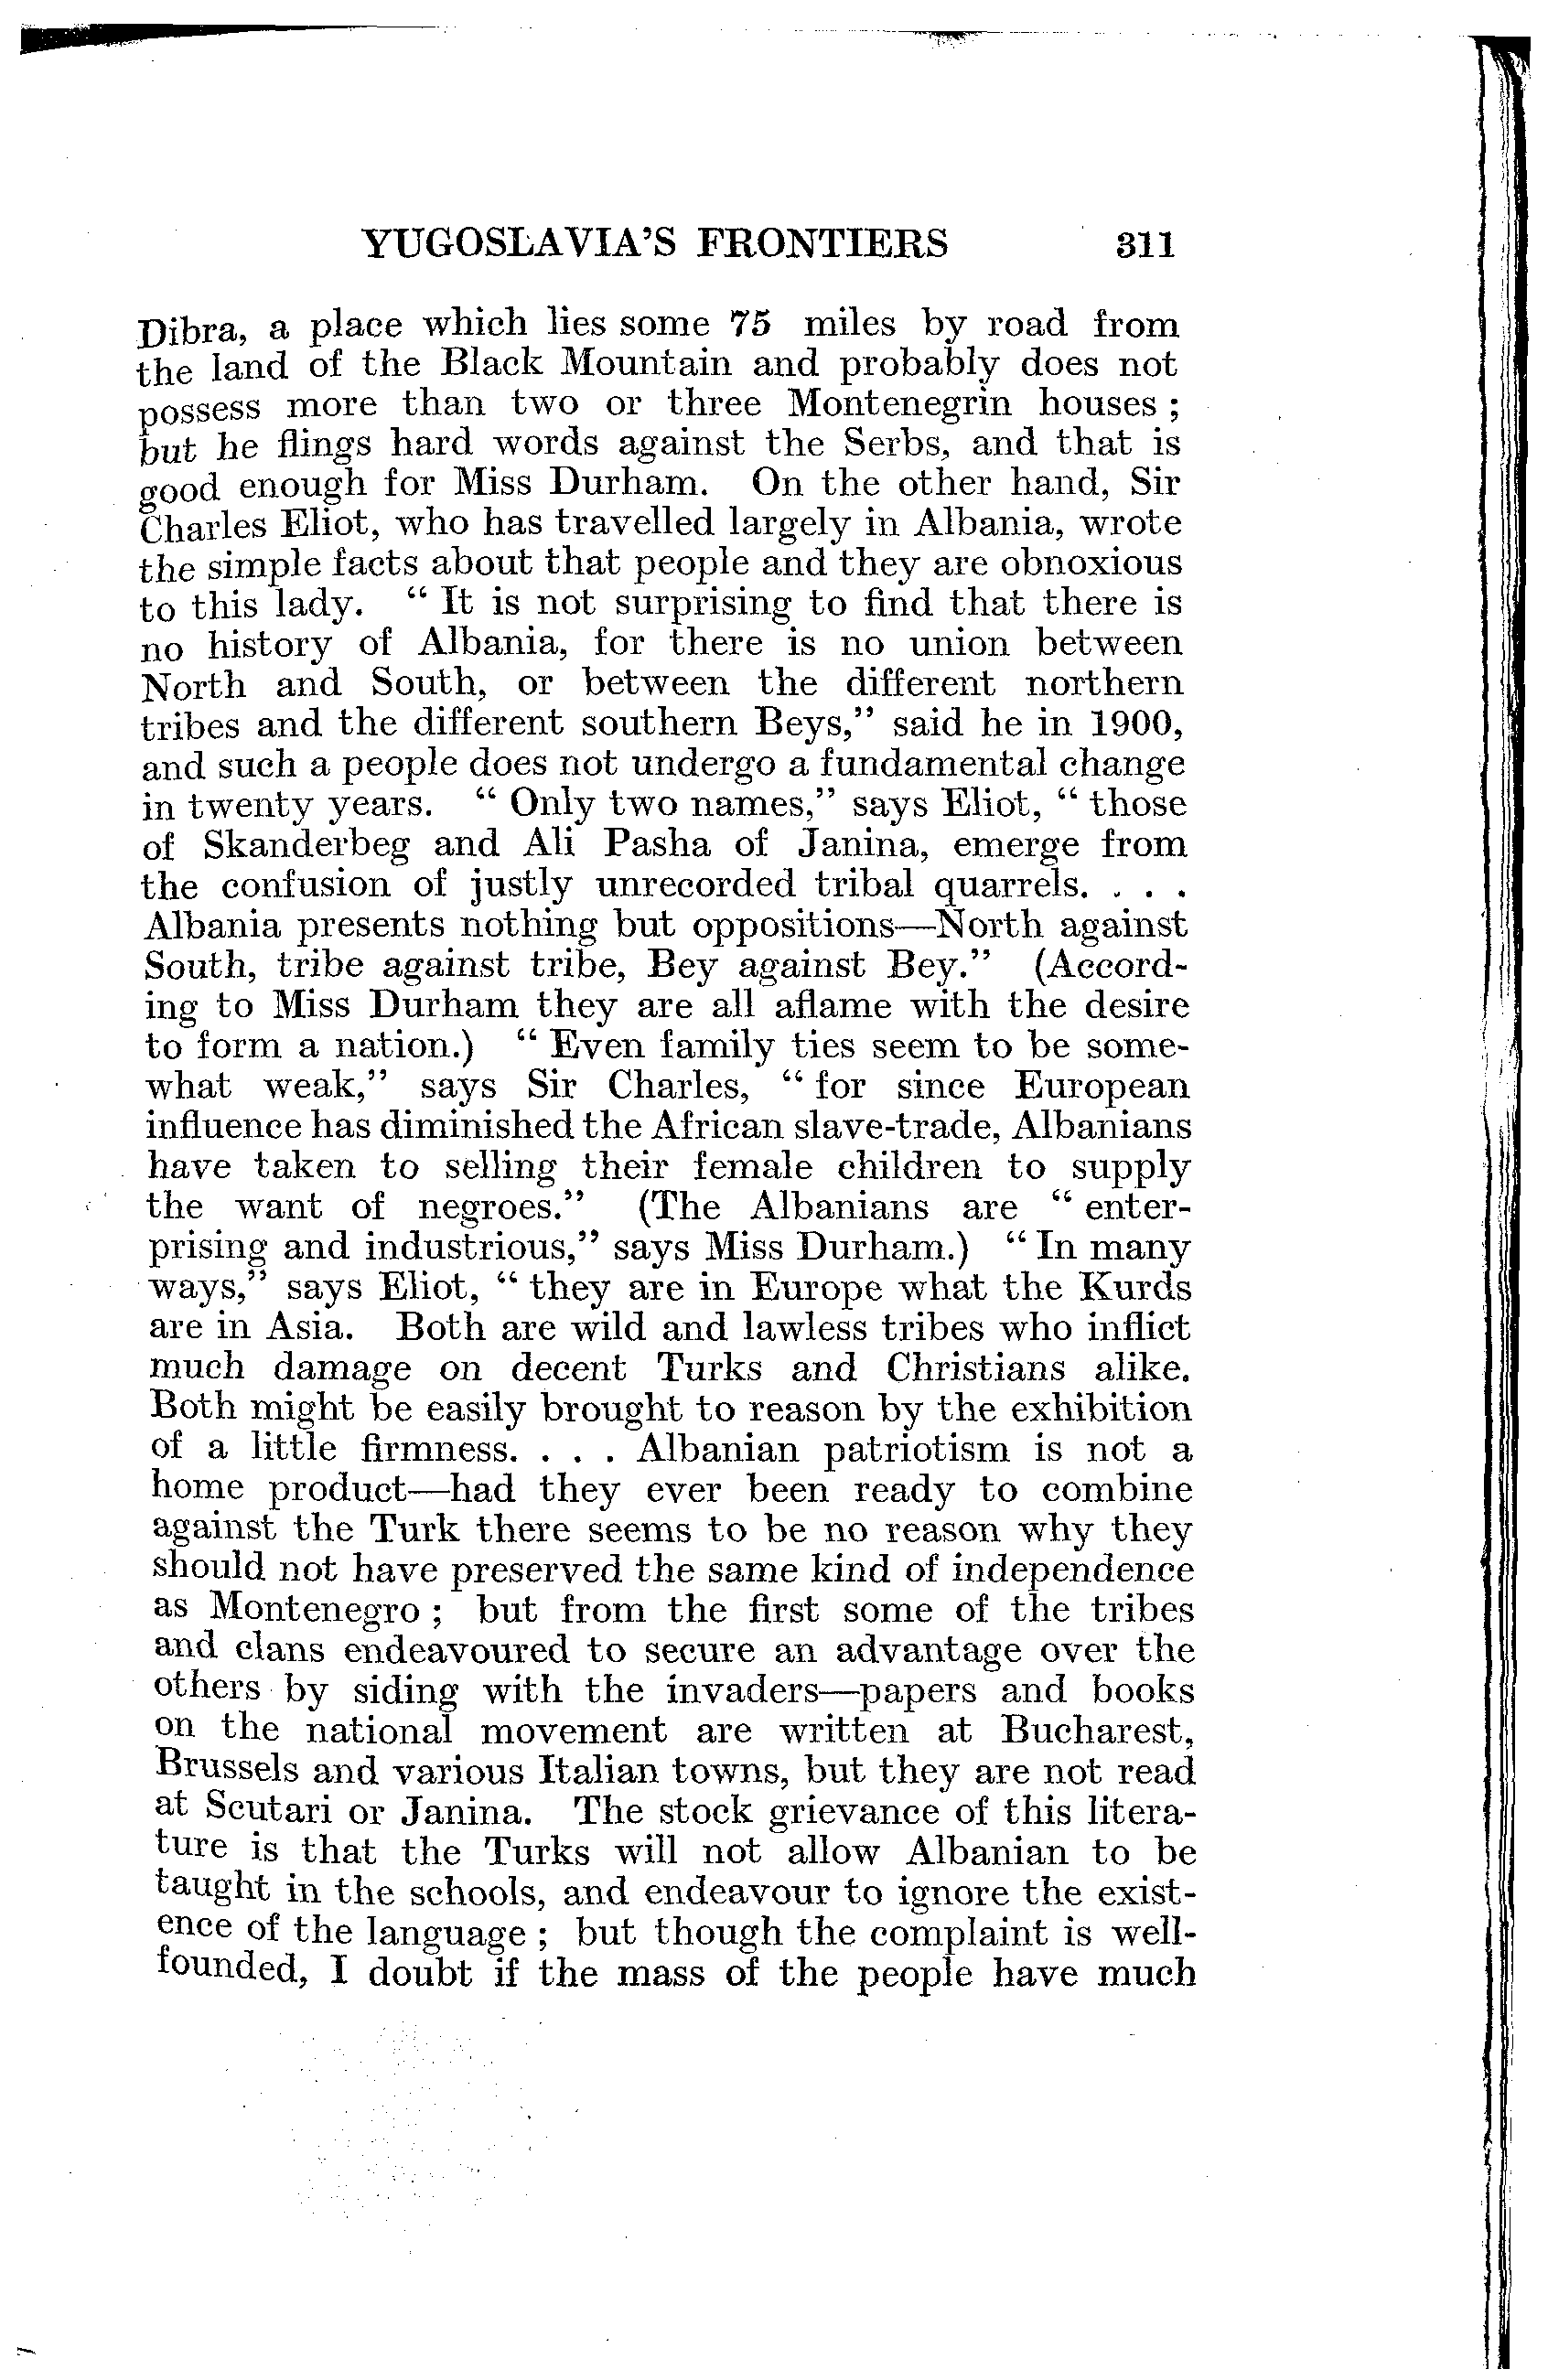 YUGOSLAVIA'S FRONTIERS 311
Dibra, a place which lies some 75 miles by road from
the land of the Black Mountain and probably does not
possess more than two or three Montenegrin houses ;
but he flings hard words against the Serbs, and that is
good enough for Miss Durham. On the other hand, Sir
Charles Eliot, who has travelled largely in Albania, wrote
the simple facts about that people and they are obnoxious
to this lady. “ It is not surprising to find that there is
no history of Albania, for there is no union between
North and South, or between the different northern
tribes and the different southern Beys,” said he in 1900,
and such a people does not undergo a fundamental change
in twenty years. “ Only two names,” says Eliot, “ those
of Skanderbeg and Ali Pasha of Janina, emerge from
the confusion of justly unrecorded tribal quarrels. . . .
Albania presents nothing but oppositions—North against
South, tribe against tribe, Bey against Bey.” (Accord-
ing to Miss Durham they are all aflame with the desire
to form a nation.) “ Even family ties seem to be some-
what weak,” says Sir Charles, “ for since European
influence has diminished the African slave-trade, Albanians
have taken to selling their female children to supply
the want of negroes.” (The Albanians are “ enter-
prising and industrious,” says Miss Durham.) “ In many
ways,” says Eliot, “ they are in Europe what the Kurds
are in Asia. Both are wild and lawless tribes who inflict
much damage on decent Turks and Christians alike.
Both might be easily brought to reason by the exhibition
of a little firmness. . . . Albanian patriotism is not a
home product—had they ever been ready to combine
against the Turk there seems to be no reason why they
should not have preserved the same kind of independence
as Montenegro ; but from the first some of the tribes
and clans endeavoured to secure an advantage over the
others by siding with the invaders—papers and books
on the national movement are written at Bucharest,
Brussels and various Italian towns, but they are not read
at Scutari or Janina. The stock grievance of this litera-
ture is that the Turks will not allow Albanian to be
taught in the schools, and endeavour to ignore the exist-
ence of the language ; but though the complaint is well-
founded, I doubt if the mass of the people have much